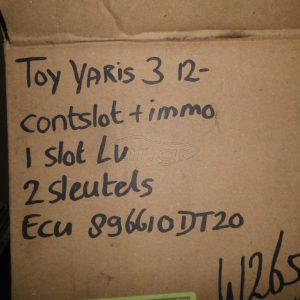 Toy Yaris 3 12-
contslot + immo
1 slot LV
2 sleutels
Ecu 896610DT20
W265